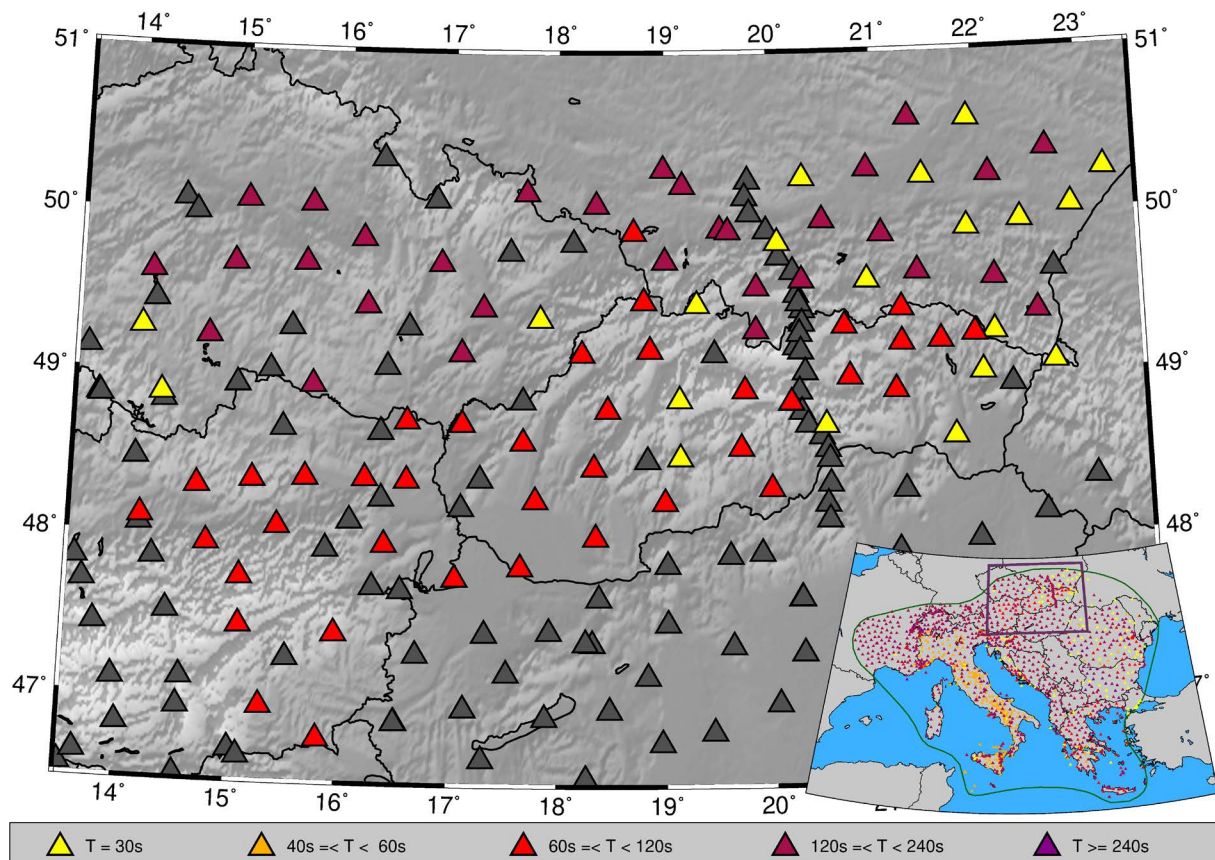 14˚ 15˚ 16˚ 17˚ 18˚ 19˚ 20˚ 21˚ 22˚ 23˚
51˚ 51˚
50˚ 50˚
49˚ 49˚
48˚ 48˚
47˚
14˚ 15˚ 16˚ 17˚ 18˚ 19˚ 20˚
T = 30s 40s =< T < 60s 60s =< T < 120s 120s =< T < 240s T >= 240s